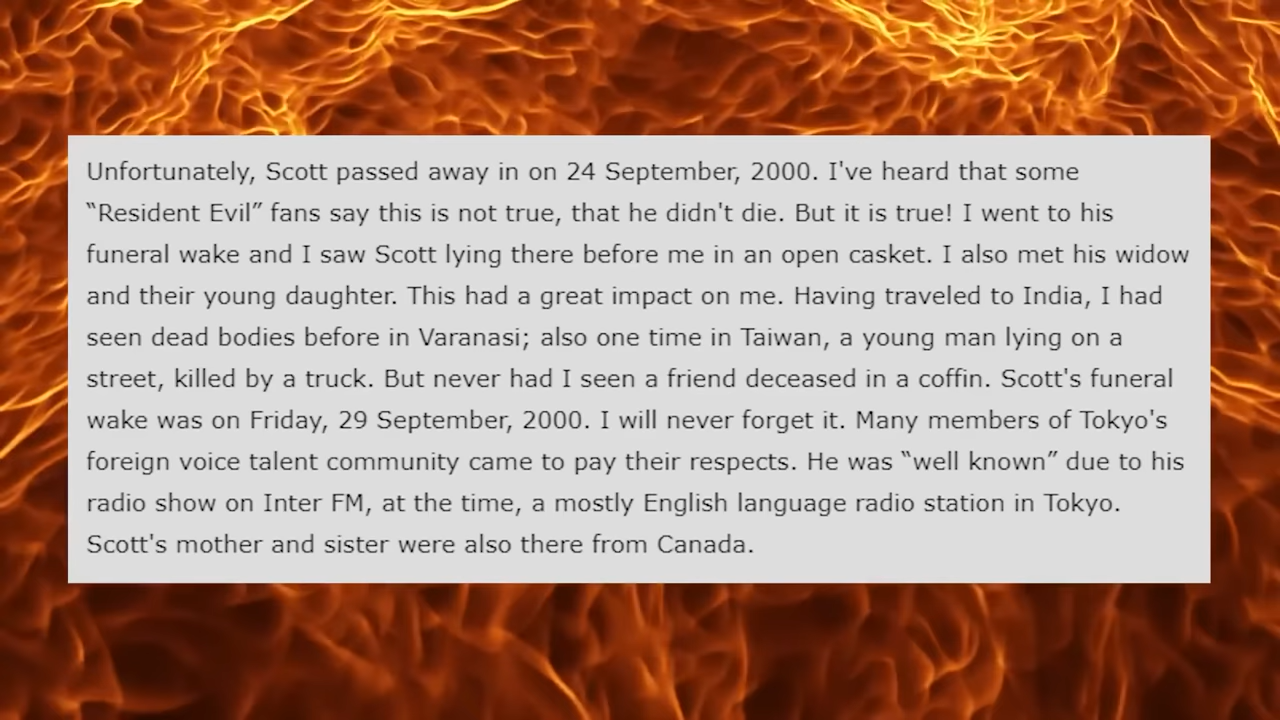 Unfortunately, Scott passed away in on 24 September, 2000. I've heard that some
“Resident Evil” fans say this is not true, that he didn't die. But it is true! I went to his
funeral wake and I saw Scott lying there before me in an open casket. I also met his widow
and their young daughter. This had a great impact on me. Having traveled to India, I had
seen dead bodies before in Varanasi; also one time in Taiwan, a young man lying on a
street, killed by a truck. But never had I seen a friend deceased in a coffin. Scott's funeral
wake was on Friday, 29 September, 2000. I will never forget it. Many members of Tokyo's
foreign voice talent community came to pay their respects. He was “well known” due to his
radio show on Inter FM, at the time, a mostly English language radio station in Tokyo.
Scott's mother and sister were also there from Canada.